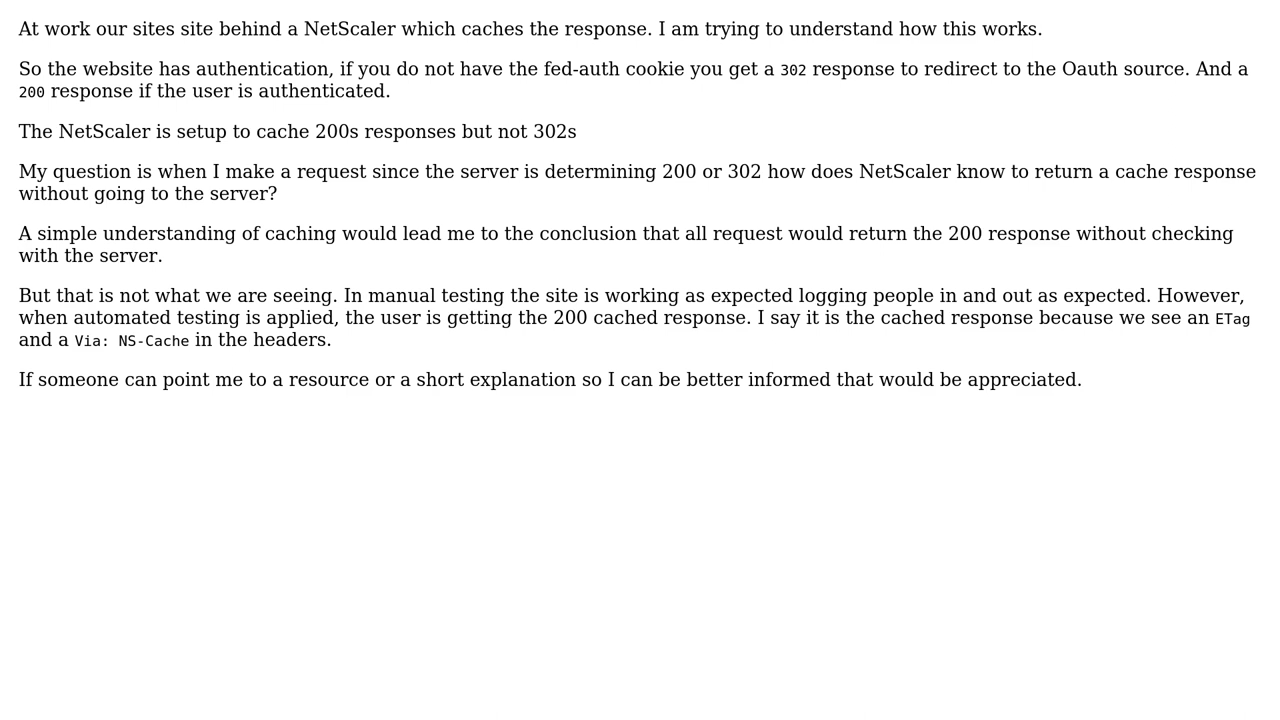 At work our sites site behind a NetScaler which caches the response. I am trying to understand how this works.
So the website has authentication, if you do not have the fed-auth cookie you get a 302 response to redirect to the Oauth source. And a
200 response if the user is authenticated.
The NetScaler is setup to cache 200s responses but not 302s
My question is when I make a request since the server is determining 200 or 302 how does NetScaler know to return a cache response
without going to the server?
A simple understanding of caching would lead me to the conclusion that all request would return the 200 response without checking
with the server.
But that is not what we are seeing. In manual testing the site is working as expected logging people in and out as expected. However,
when automated testing is applied, the user is getting the 200 cached response. I say it is the cached response because we see an ETag
and a Via: NS-Cache in the headers.
If someone can point me to a resource or a short explanation so I can be better informed that would be appreciated.